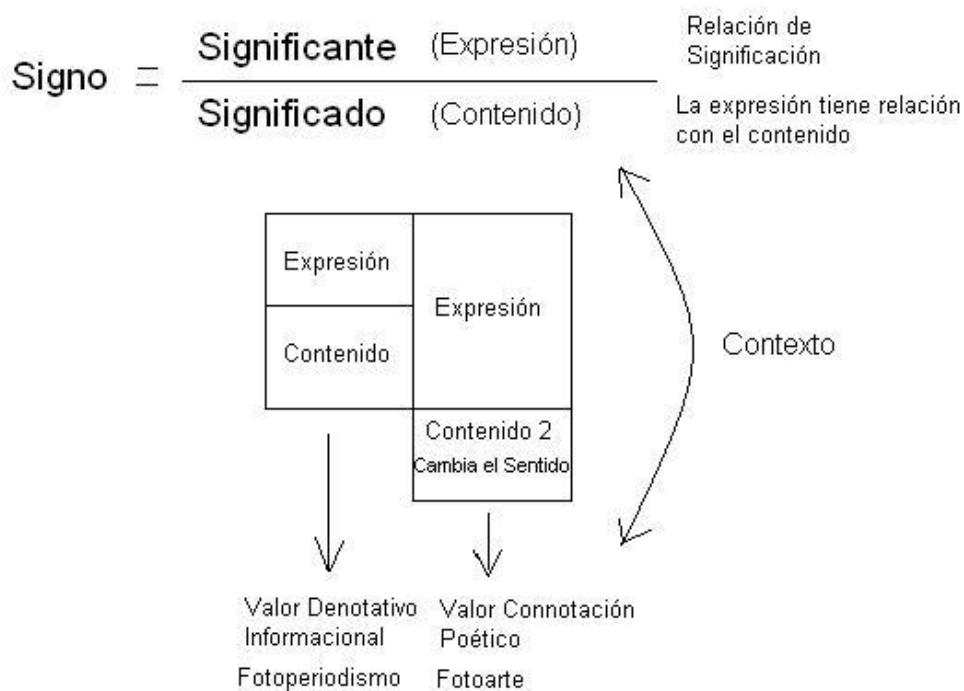 Signo =
Significante (Expresión)
Significado (Contenido)
Relación de
Significación
La expresión tiene relación
con el contenido
Expresión
Contenido
Expresión
Contenido 2
Cambia el Sentido
Contexto
Valor Denotativo
Informacional
Fotoperiodismo
Valor Connotación
Poético
Fotoarte